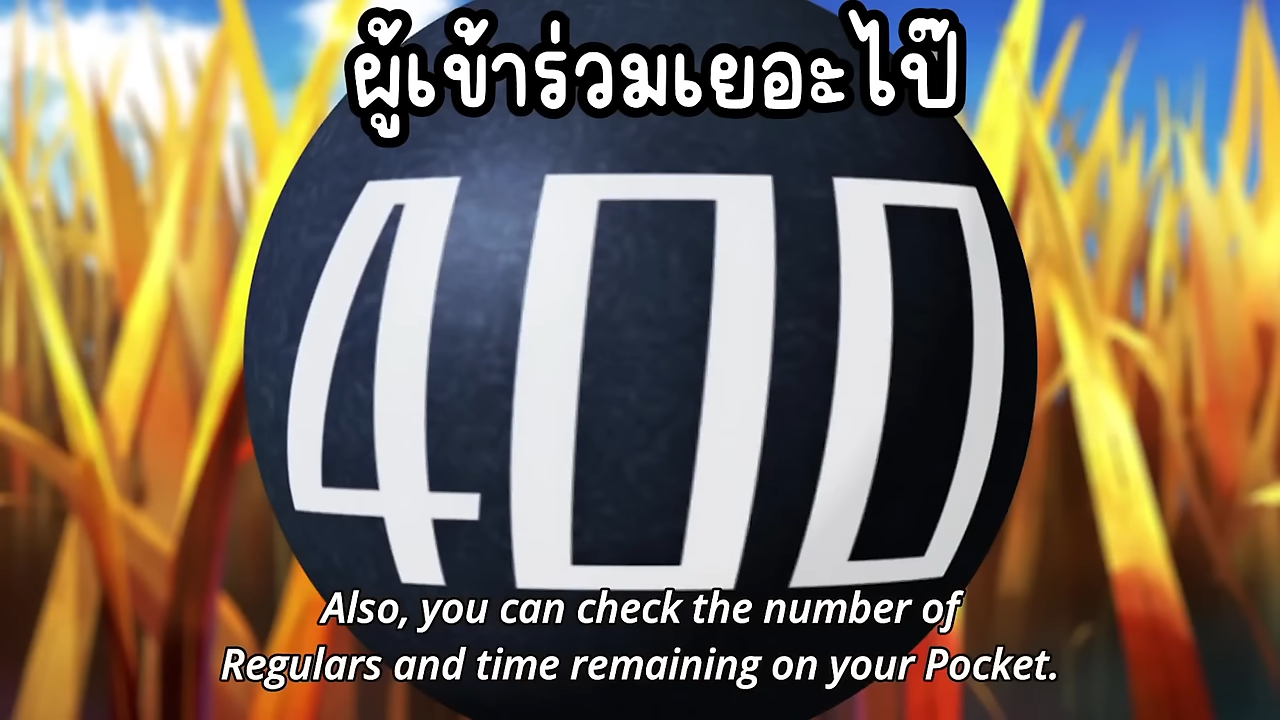 ผู้เข้าร่วมเยอะไป๊
400
Also, you can check the number of
Regulars and time remaining on your Pocket.